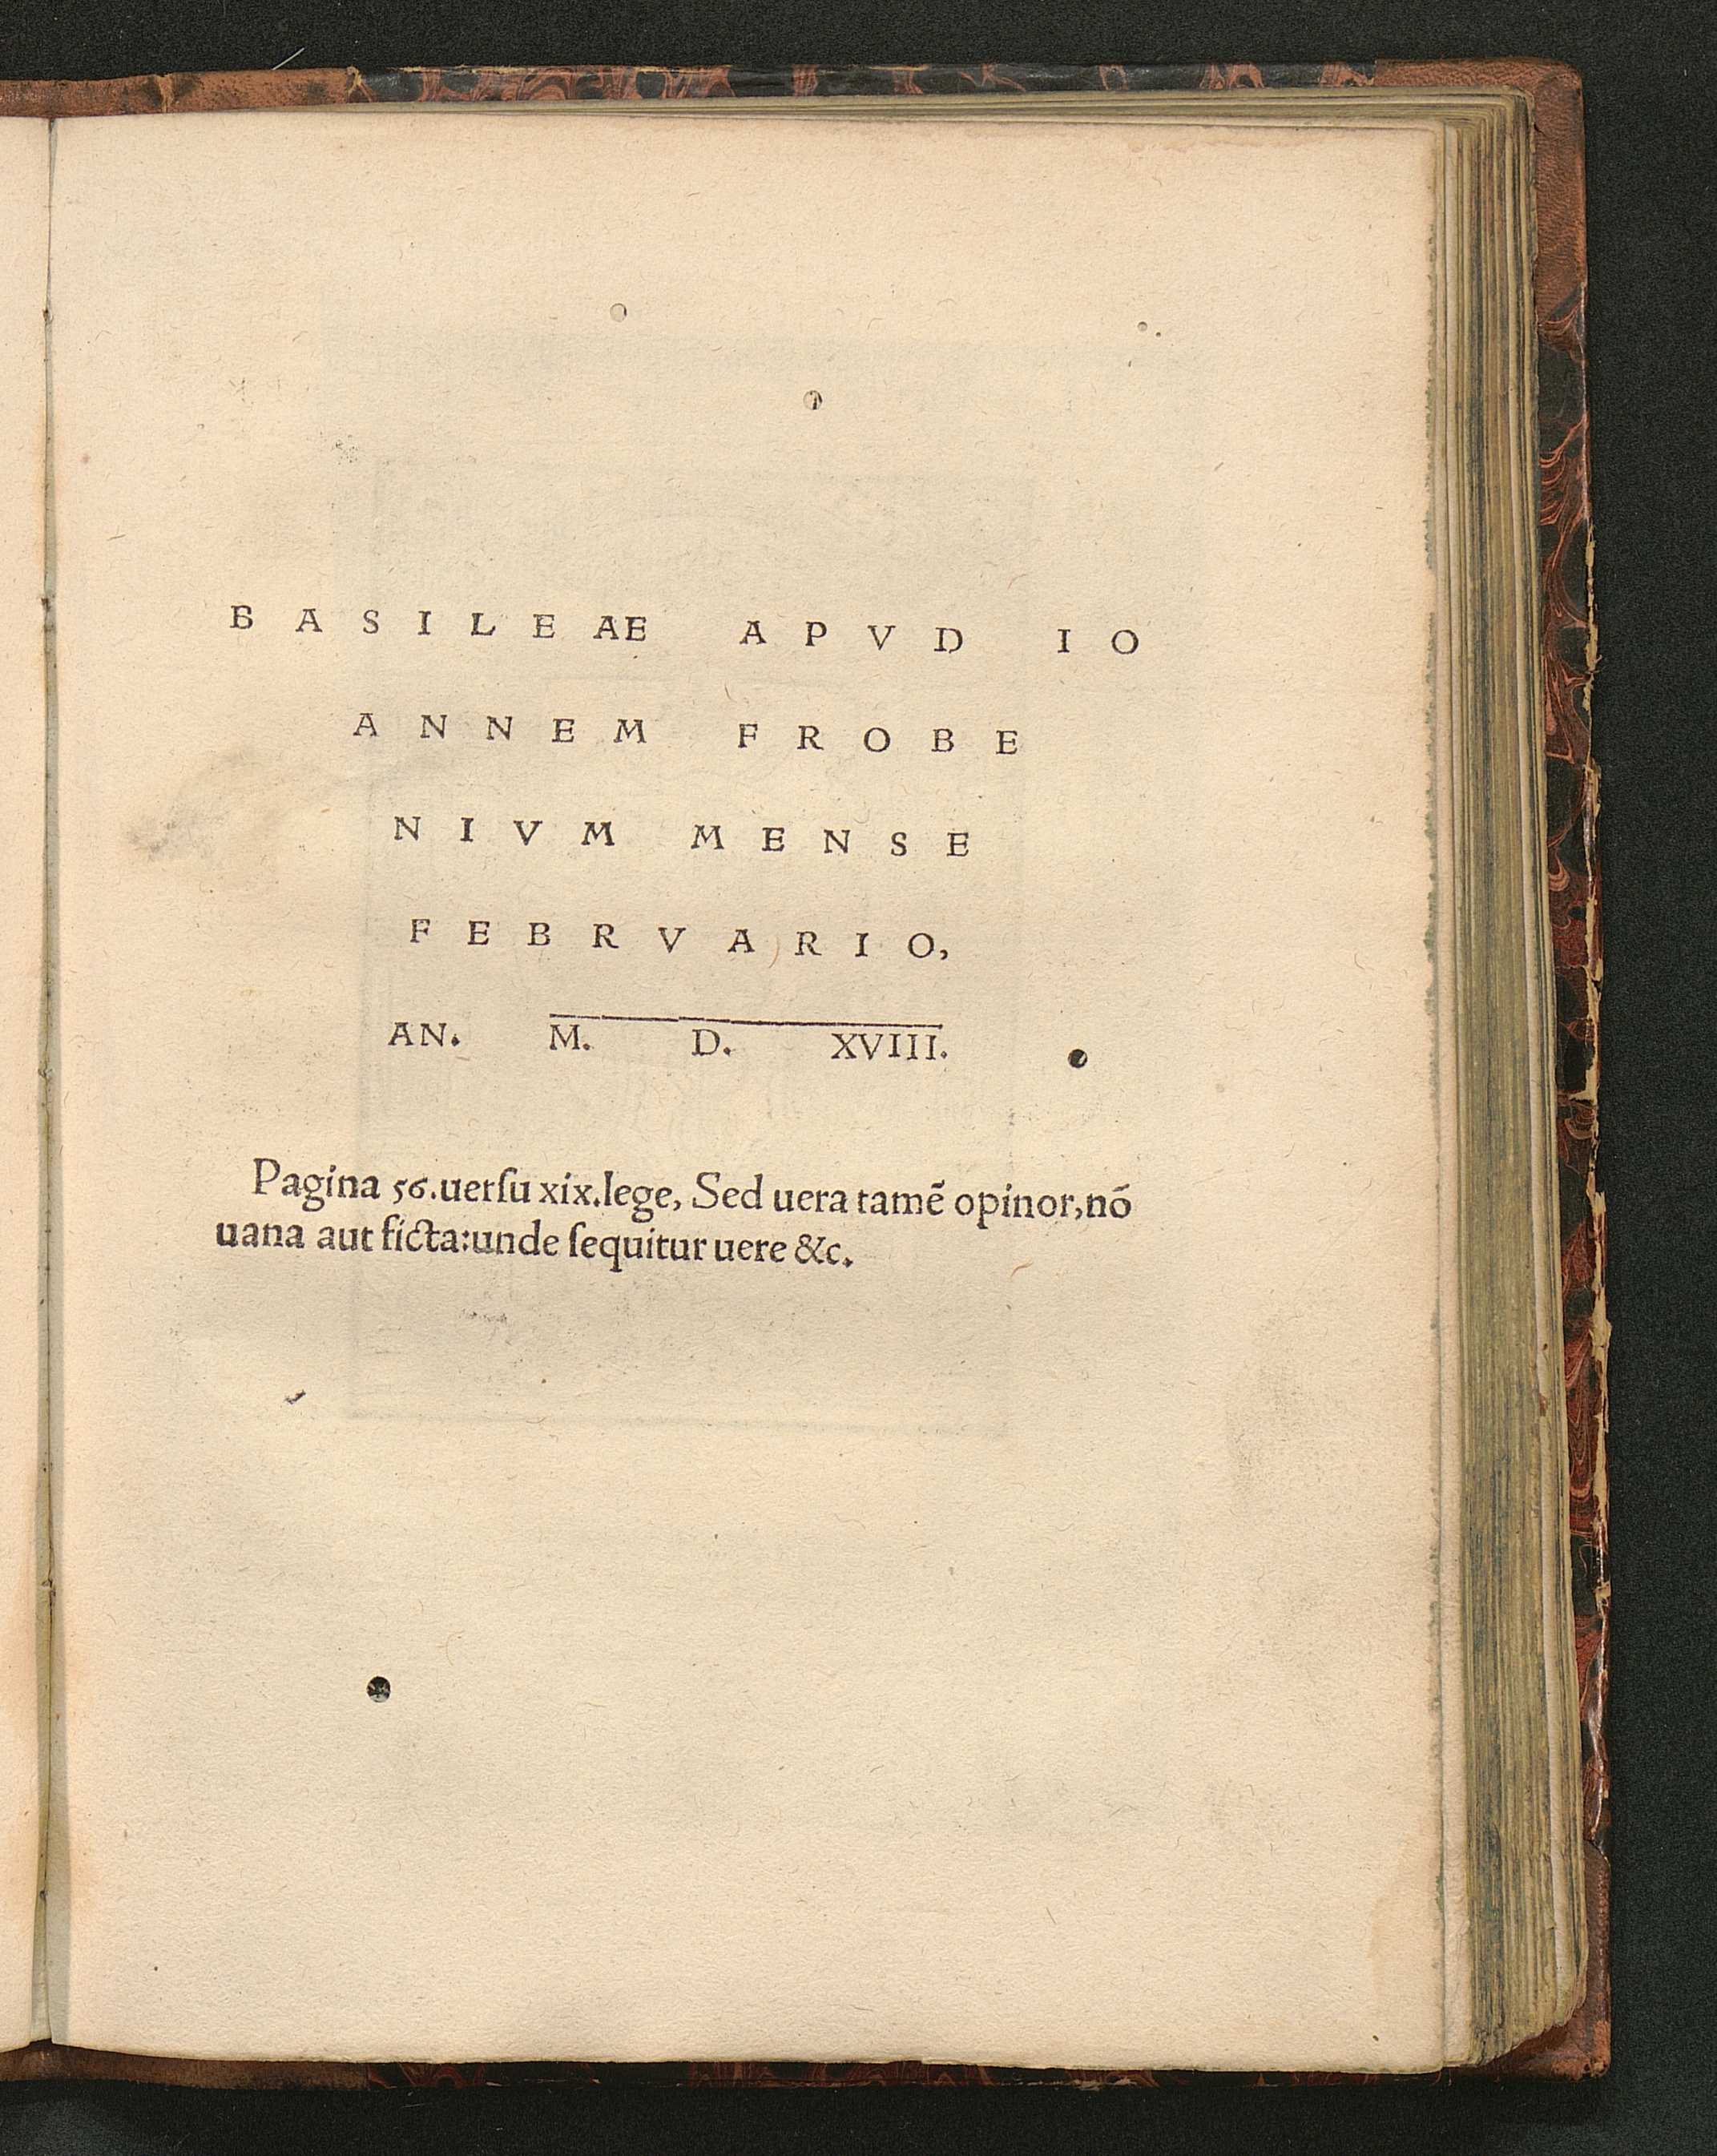 BASILEAE APVD IO
ANNEM FROBE
NIVM MENSE
FEBRVARIO,
AN. M. D. XVIII.
Pagina 56.uerſu xix.lege, Sed uera tamē opinor,nō
uana aut ficta:unde ſequitur uere &c.